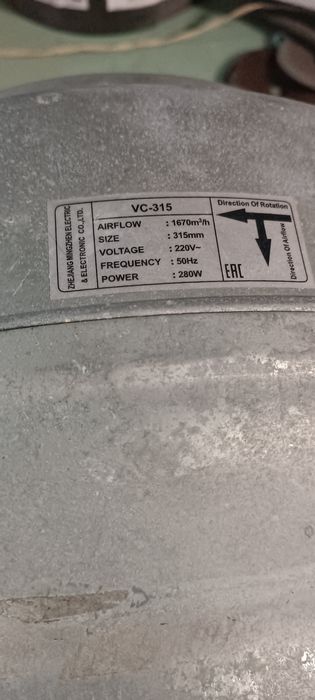 ZHEJIANG MINGZHEN ELECTRIC
& ELECTRONIC CO.,LTD.
VC-315
AIRFLOW : 1670m³/h
SIZE : 315mm
VOLTAGE : 220V~
FREQUENCY : 50Hz
POWER : 280W
Direction Of Rotation
Direction Of Airflow
EAC